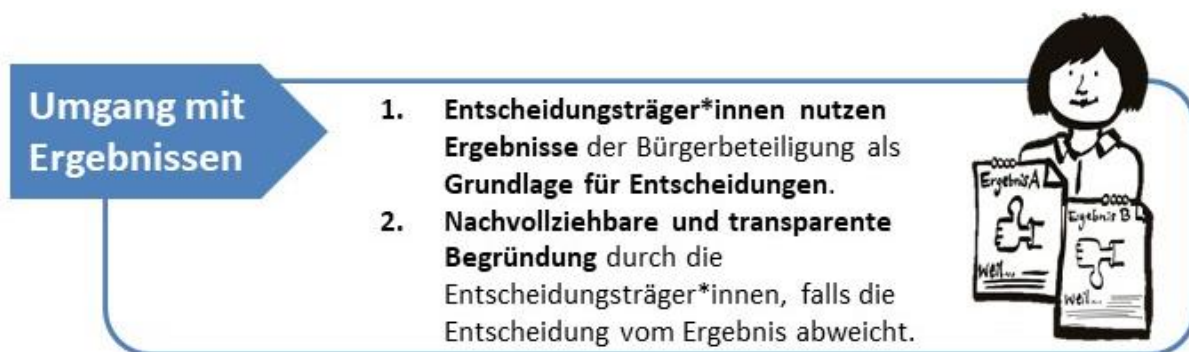 Umgang mit
Ergebnissen
1. Entscheidungsträger*innen nutzen
Ergebnisse der Bürgerbeteiligung als
Grundlage für Entscheidungen.
2. Nachvollziehbare und transparente
Begründung durch die
Entscheidungsträger*innen, falls die
Entscheidung vom Ergebnis abweicht.
Ergebnis A
Weil...
Ergebnis B
Weil...